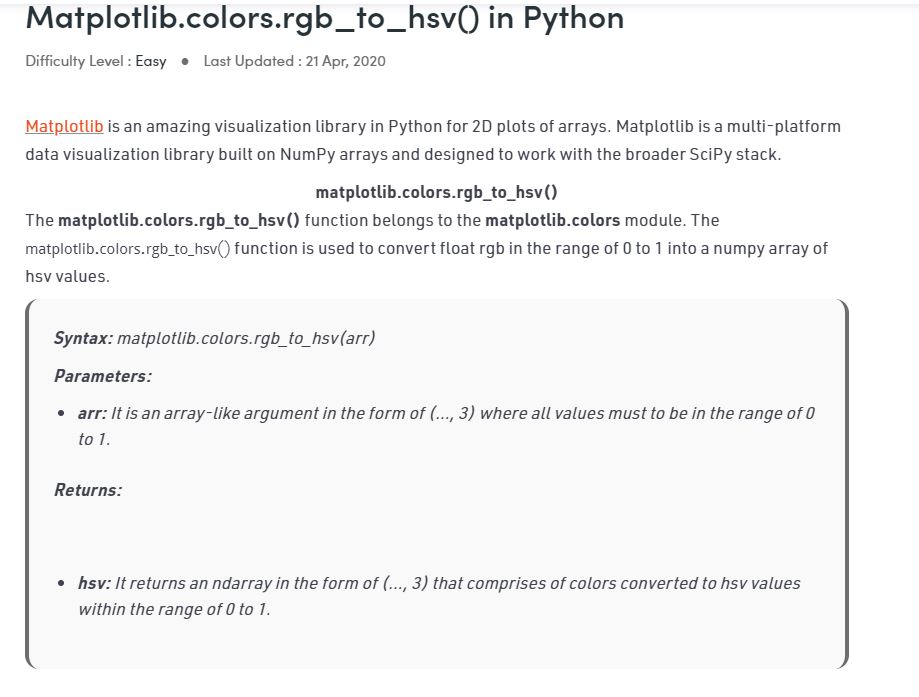 Matplotlib.colors.rgb_to_hsv() in Python
Difficulty Level : Easy ● Last Updated : 21 Apr, 2020
Matplotlib is an amazing visualization library in Python for 2D plots of arrays. Matplotlib is a multi-platform
data visualization library built on NumPy arrays and designed to work with the broader SciPy stack.
matplotlib.colors.rgb_to_hsv()
The matplotlib.colors.rgb_to_hsv() function belongs to the matplotlib.colors module. The
matplotlib.colors.rgb_to_hsv() function is used to convert float rgb in the range of 0 to 1 into a numpy array of
hsv values.
Syntax: matplotlib.colors.rgb_to_hsv(arr)
Parameters:
• arr: It is an array-like argument in the form of (…, 3) where all values must to be in the range of 0
to 1.
Returns:
• hsv: It returns an ndarray in the form of (…, 3) that comprises of colors converted to hsv values
within the range of 0 to 1.